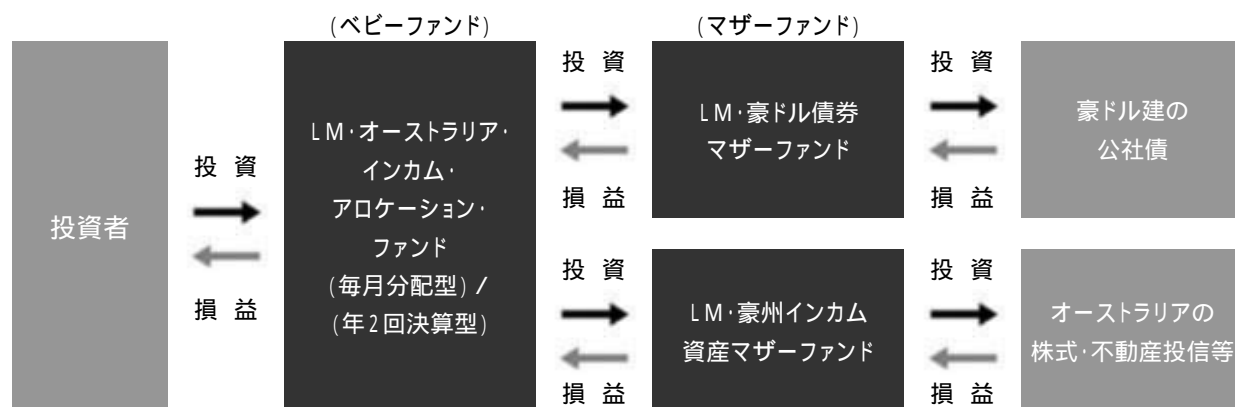 (ベビーファンド)
(マザーファンド)
投資者
投 資
損 益
LM・オーストラリア・
インカム・
アロケーション・
ファンド
(毎月分配型)/
(年2回決算型)
投 資
損 益
LM・豪ドル債券
マザーファンド
投 資
損 益
豪ドル建の
公社債
投 資
損 益
LM・豪州インカム
資産マザーファンド
投 資
損 益
オーストラリアの
株式・不動産投信等